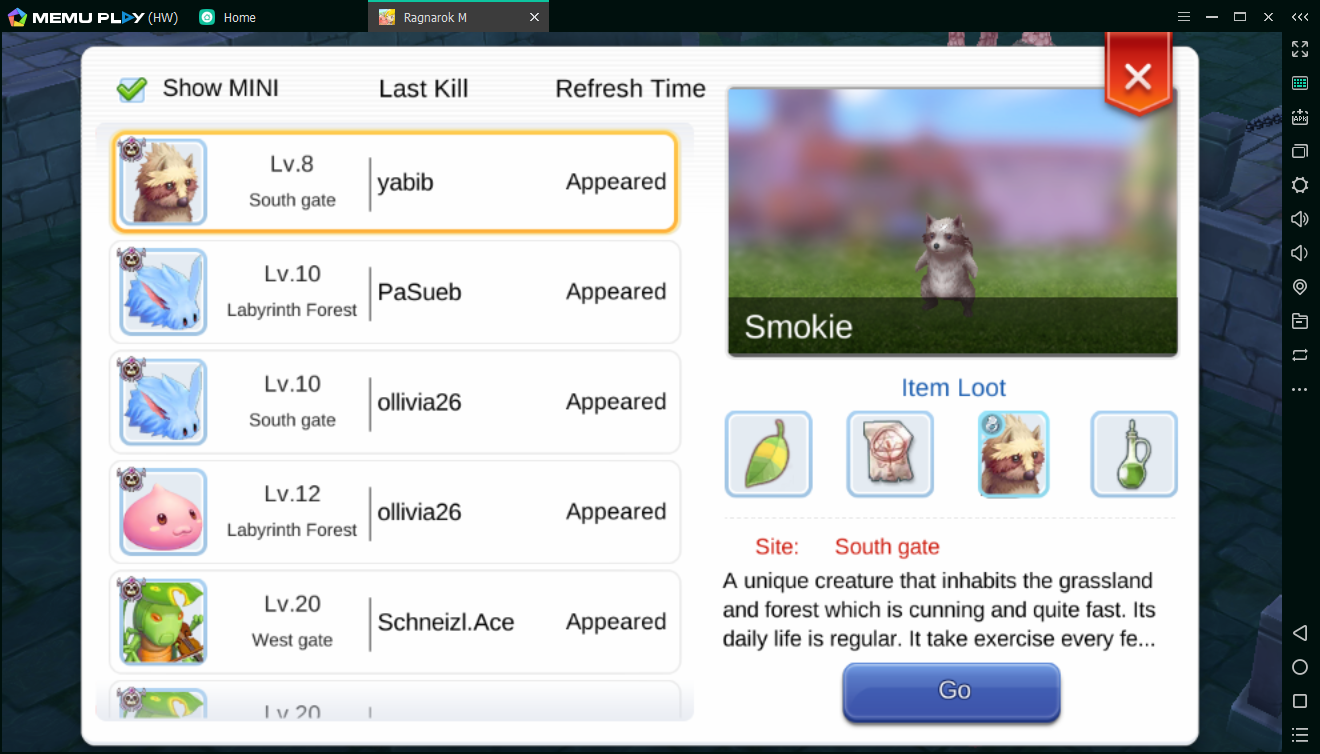 MEMU PLAY (HW)
Home
Ragnarok M
Show MINI
Last Kill
Refresh Time
Lv.8
South gate
yabib
Appeared
Lv.10
Labyrinth Forest
PaSueb
Appeared
Lv.10
South gate
ollivia26
Appeared
Lv.12
Labyrinth Forest
ollivia26
Appeared
Lv.20
West gate
Schneizl.Ace
Appeared
Lv.20
Smokie
Item Loot
Site: South gate
A unique creature that inhabits the grassland
and forest which is cunning and quite fast. Its
daily life is regular. It take exercise every fe...
Go
APK